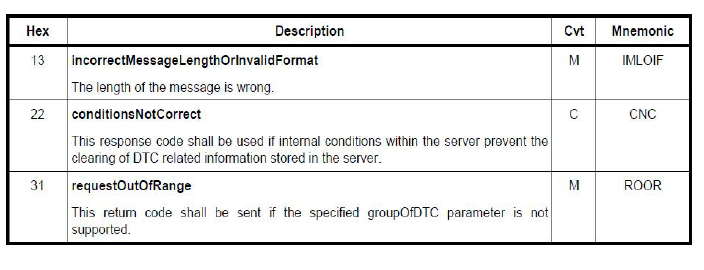 Hex Description Cvt Mnemonic
13 incorrectMessageLengthOrInvalidFormat M IMLOIF
The length of the message is wrong.
22 conditionsNotCorrect C CNC
This response code shall be used if internal conditions within the server prevent the
clearing of DTC related information stored in the server.
31 requestOutOfRange M ROOR
This return code shall be sent if the specified groupOfDTC parameter is not
supported.